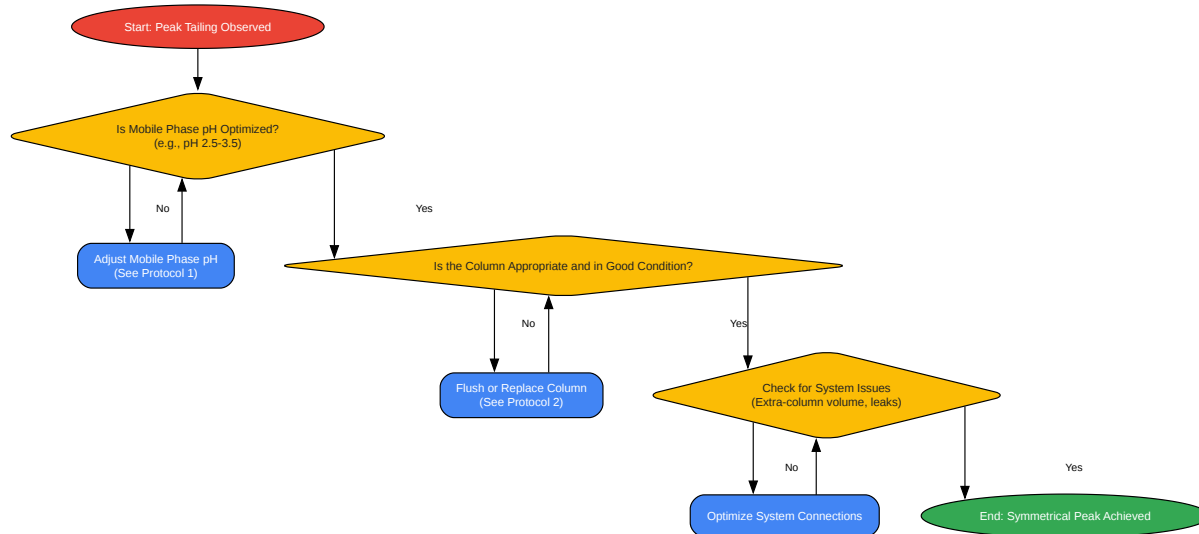 Start: Peak Tailing Observed
Is Mobile Phase pH Optimized?
(e.g., pH 2.5-3.5)
No
Yes
Adjust Mobile Phase pH
(See Protocol 1)
Is the Column Appropriate and in Good Condition?
No
Yes
Flush or Replace Column
(See Protocol 2)
Check for System Issues
(Extra-column volume, leaks)
No
Yes
Optimize System Connections
End: Symmetrical Peak Achieved